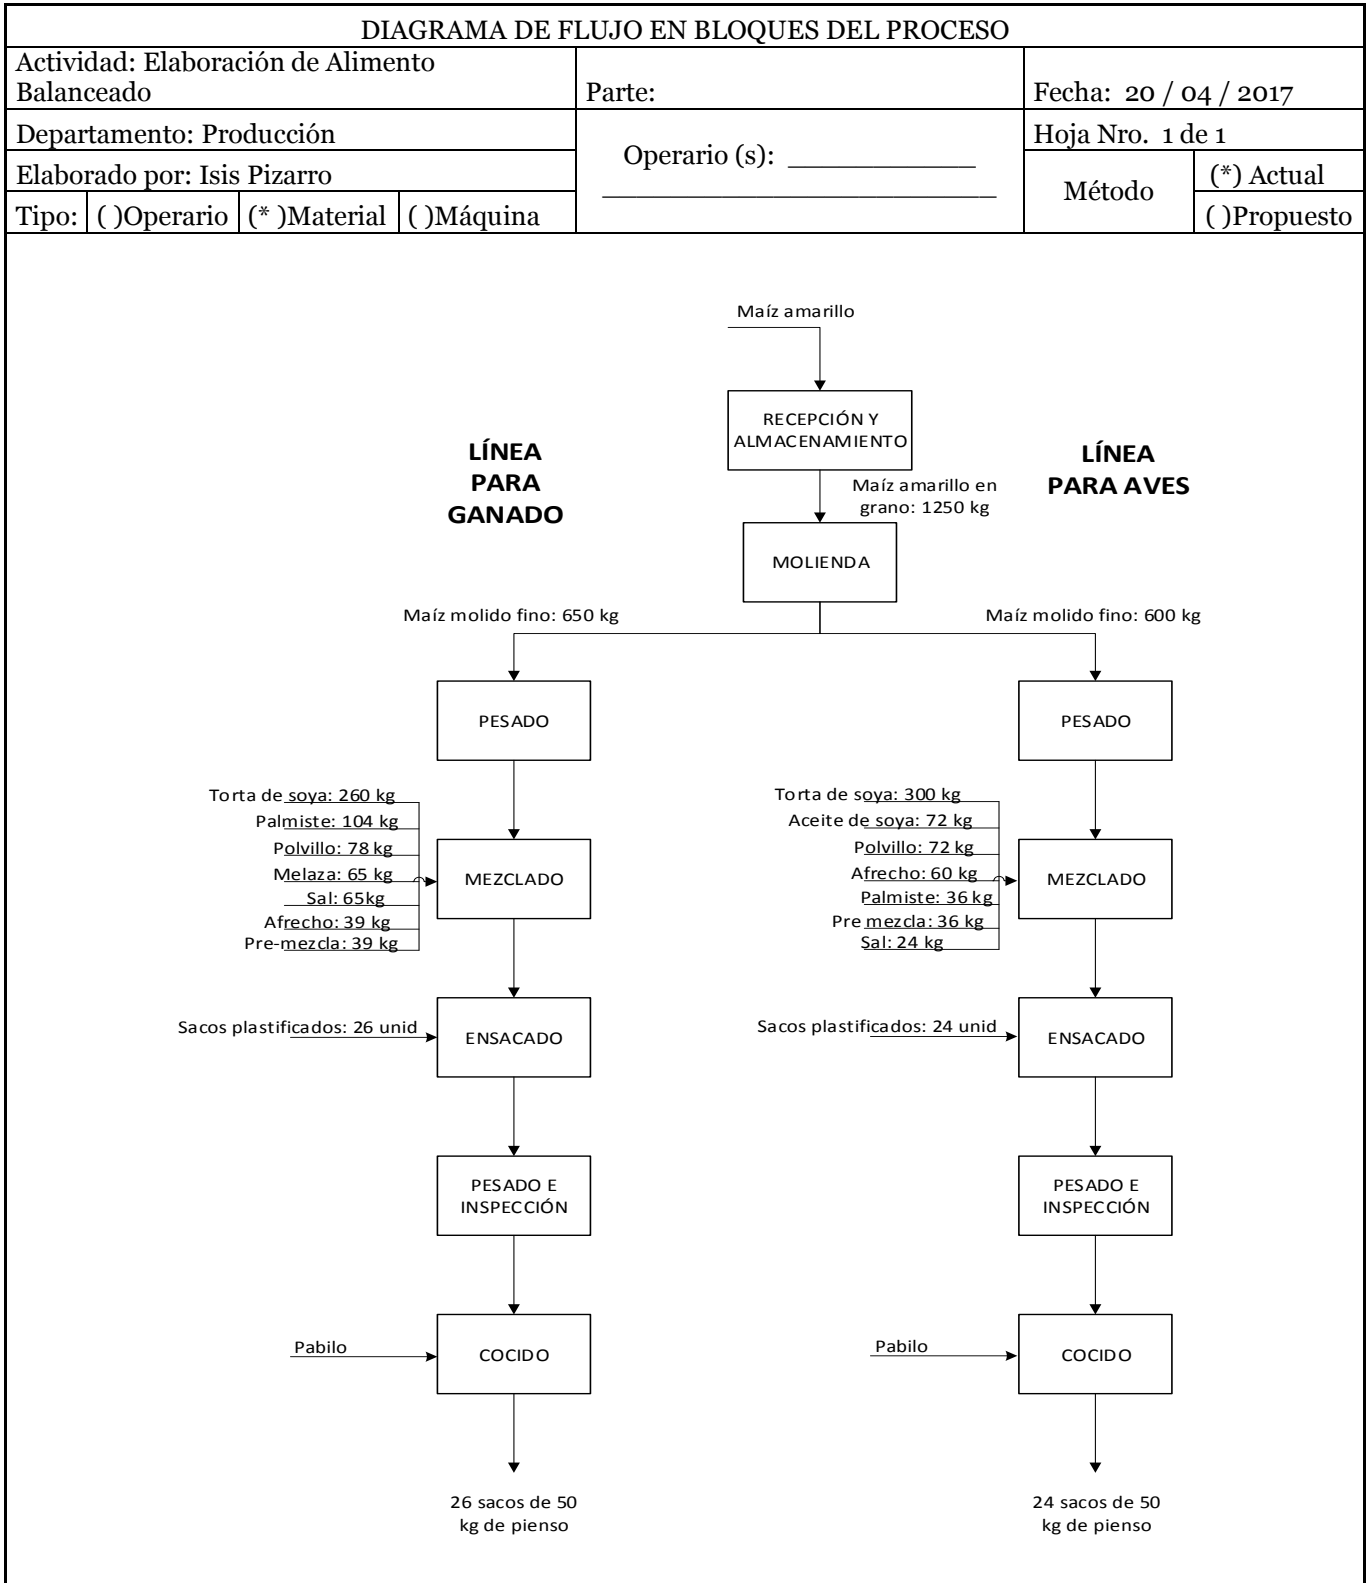 DIAGRAMA DE FLUJO EN BLOQUES DEL PROCESO
Actividad: Elaboración de Alimento
Balanceado
Parte:
Fecha: 20 / 04 / 2017
Departamento: Producción
Operario (s): ____________
_________________________
Hoja Nro. 1 de 1
Elaborado por: Isis Pizarro
Método
(*) Actual
Tipo:
( )Operario
(* )Material
( )Máquina
( )Propuesto
Maíz amarillo
RECEPCIÓN Y
ALMACENAMIENTO
LÍNEA
PARA
GANADO
LÍNEA
PARA AVES
Maíz amarillo en
grano: 1250 kg
MOLIENDA
Maíz molido fino: 650 kg
Maíz molido fino: 600 kg
PESADO
PESADO
Torta de soya: 260 kg
Palmiste: 104 kg
Polvillo: 78 kg
Melaza: 65 kg
Sal: 65kg
Afrecho: 39 kg
Pre-mezcla: 39 kg
MEZCLADO
Torta de soya: 300 kg
Aceite de soya: 72 kg
Polvillo: 72 kg
Afrecho: 60 kg
Palmiste: 36 kg
Pre mezcla: 36 kg
Sal: 24 kg
MEZCLADO
Sacos plastificados: 26 unid
ENSACADO
Sacos plastificados: 24 unid
ENSACADO
PESADO E
INSPECCIÓN
PESADO E
INSPECCIÓN
Pabilo
COCIDO
Pabilo
COCIDO
26 sacos de 50
kg de pienso
24 sacos de 50
kg de pienso